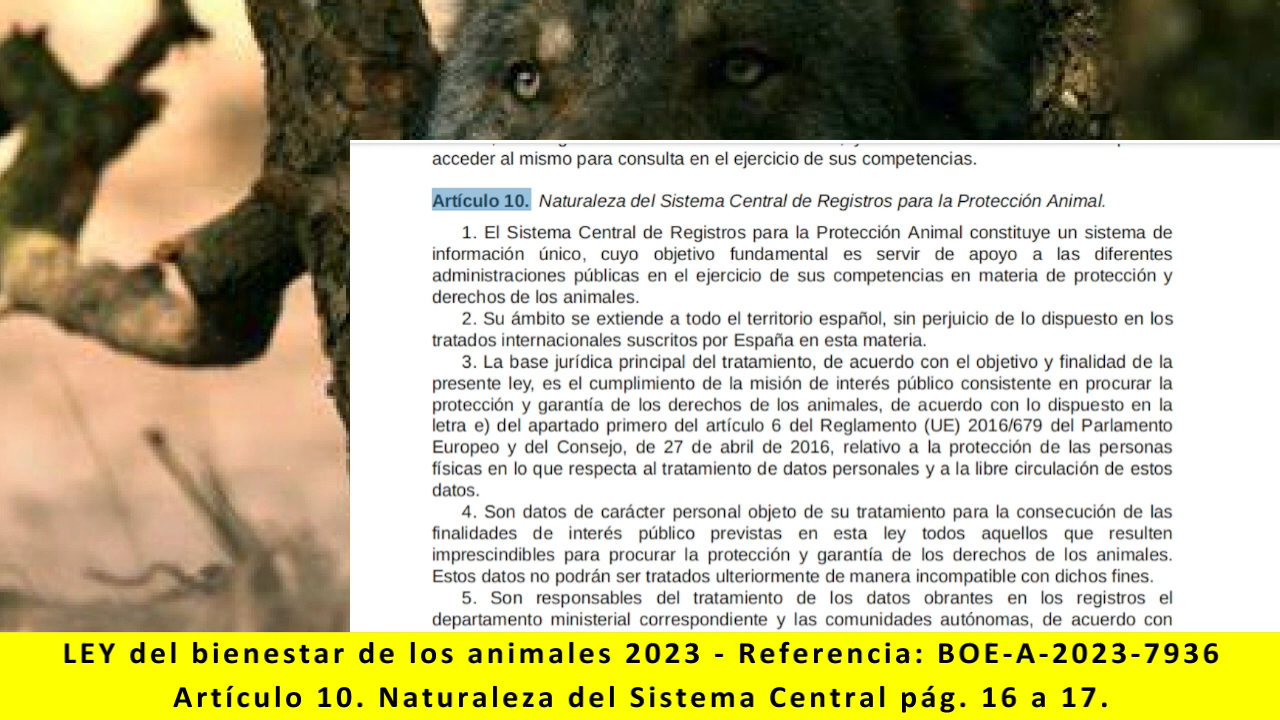 acceder al mismo para consulta en el ejercicio de sus competencias.
Artículo 10. Naturaleza del Sistema Central de Registros para la Protección Animal.
1. El Sistema Central de Registros para la Protección Animal constituye un sistema de
información único, cuyo objetivo fundamental es servir de apoyo a las diferentes
administraciones públicas en el ejercicio de sus competencias en materia de protección y
derechos de los animales.
2. Su ámbito se extiende a todo el territorio español, sin perjuicio de lo dispuesto en los
tratados internacionales suscritos por España en esta materia.
3. La base jurídica principal del tratamiento, de acuerdo con el objetivo y finalidad de la
presente ley, es el cumplimiento de la misión de interés público consistente en procurar la
protección y garantía de los derechos de los animales, de acuerdo con lo dispuesto en la
letra e) del apartado primero del artículo 6 del Reglamento (UE) 2016/679 del Parlamento
Europeo y del Consejo, de 27 de abril de 2016, relativo a la protección de las personas
físicas en lo que respecta al tratamiento de datos personales y a la libre circulación de estos
datos.
4. Son datos de carácter personal objeto de su tratamiento para la consecución de las
finalidades de interés público previstas en esta ley todos aquellos que resulten
imprescindibles para procurar la protección y garantía de los derechos de los animales.
Estos datos no podrán ser tratados ulteriormente de manera incompatible con dichos fines.
5. Son responsables del tratamiento de los datos obrantes en los registros el
departamento ministerial correspondiente y las comunidades autónomas, de acuerdo con
LEY del bienestar de los animales 2023 - Referencia: BOE-A-2023-7936
Artículo 10. Naturaleza del Sistema Central pág. 16 a 17.